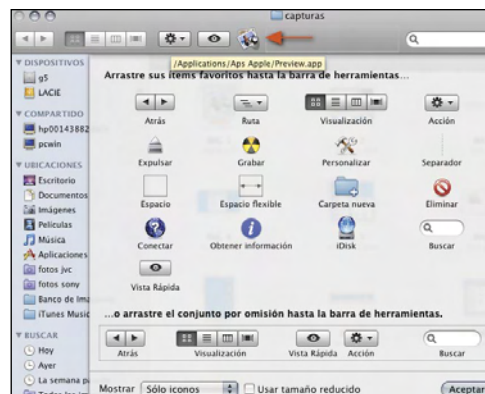 capturas
/Applications/Aps Apple/Preview.app
DISPOSITIVOS
g5
LACIE
COMPARTIDO
hp00143882
pcwin
UBICACIONES
Escritorio
Documentos
Imágenes
Películas
Música
Aplicaciones
fotos jvc
fotos sony
Banco de Ima
iTunes Music
BUSCAR
Hoy
Ayer
La semana p
Todas las im
Arrastre sus ítems favoritos hasta la barra de herramientas...
Atrás
Ruta
Visualización
Acción
Expulsar
Grabar
Personalizar
Separador
Espacio
Espacio flexible
Carpeta nueva
Eliminar
Conectar
Obtener información
iDisk
Buscar
Vista Rápida
...o arrastre el conjunto por omisión hasta la barra de herramientas.
Atrás
Visualización
Vista Rápida
Acción
Buscar
Mostrar
Sólo iconos
Usar tamaño reducido
Aceptar